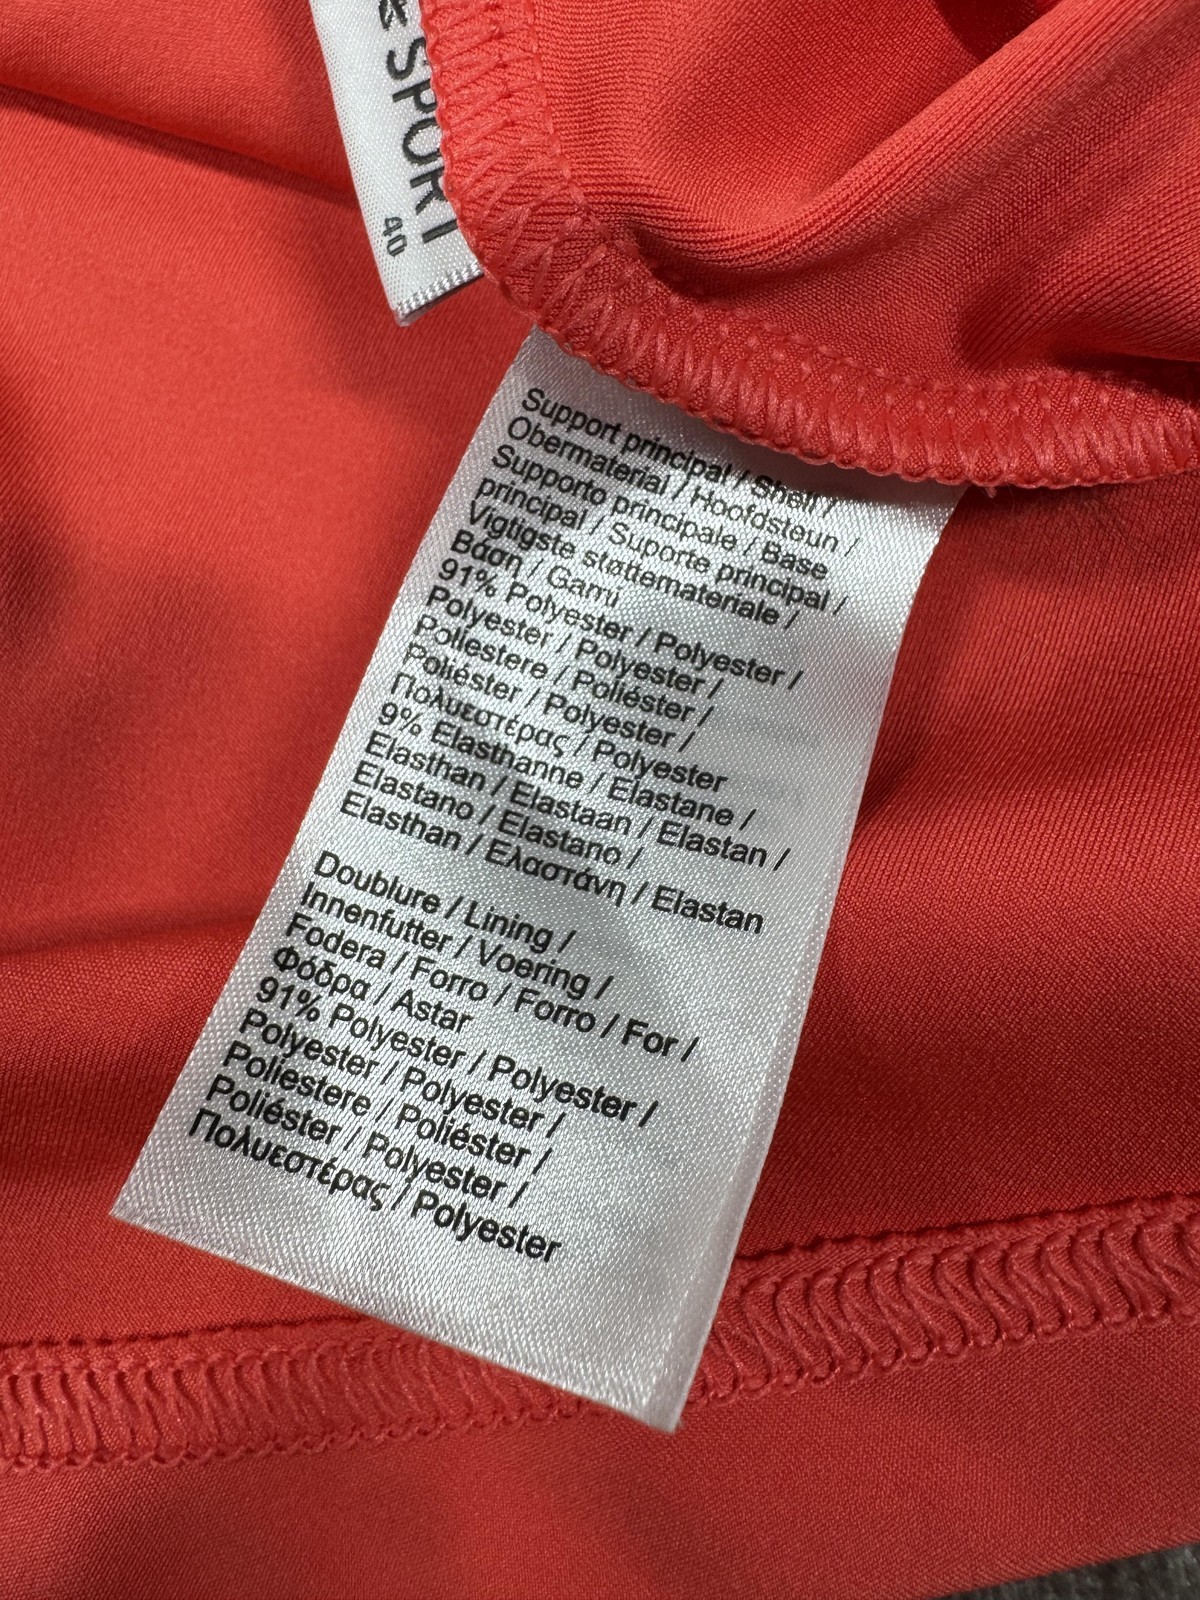 & SPORT
40
Support principal / Shell /
Obermaterial / Hoofdsteun /
Supporto principale / Base
principal / Suporte principal /
Vigtigste støttemateriale /
Βάση / Garni
91% Polyester / Polyester /
Polyester / Polyester /
Poliestere / Poliéster /
Poliéster / Polyester /
Πολυεστέρας / Polyester
9% Elasthanne / Elastane /
Elasthan / Elastaan / Elastan /
Elastano / Elastano /
Elasthan / Ελαστάνη / Elastan
Doublure / Lining /
Innenfutter / Voering /
Fodera / Forro / Forro / For /
Φόδρα / Astar
91% Polyester / Polyester /
Polyester / Polyester /
Poliestere / Poliéster /
Poliéster / Polyester /
Πολυεστέρας / Polyester